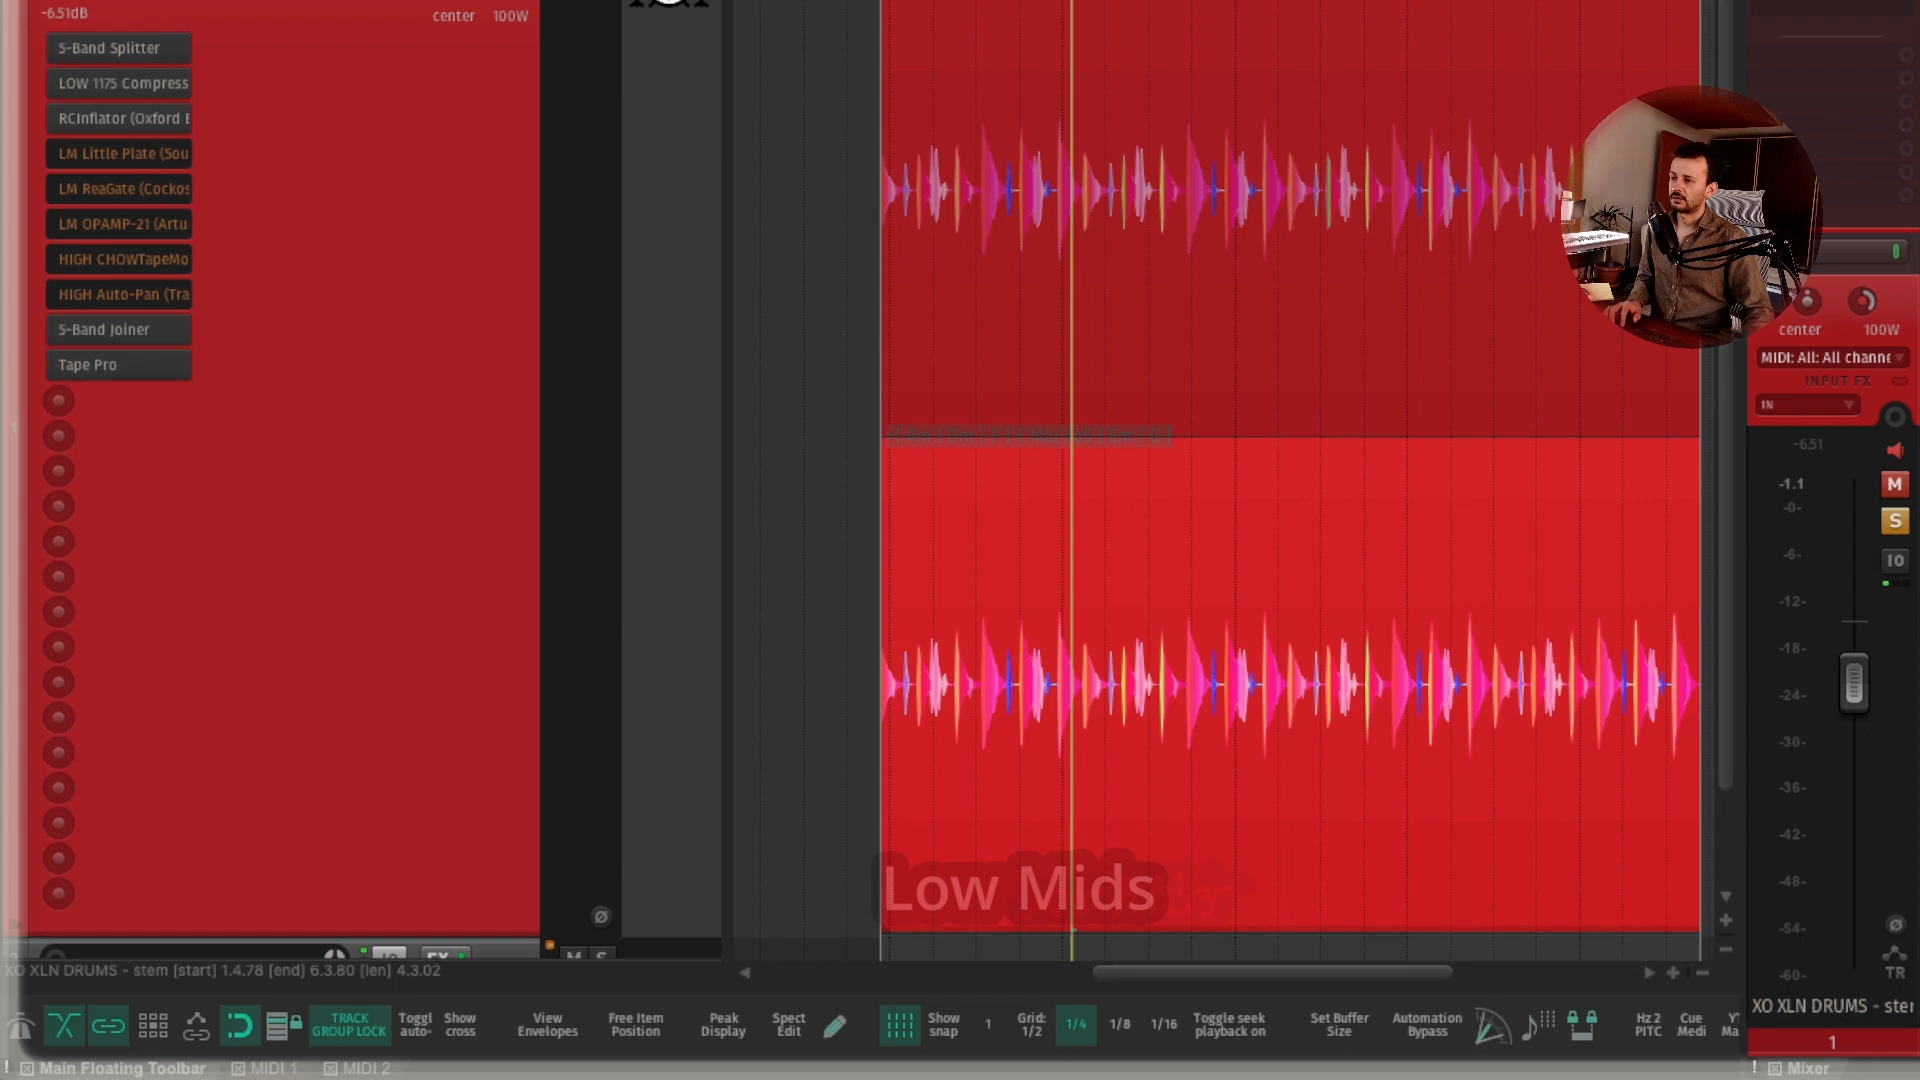 -6.51dB
center 100W
5-Band Splitter
LOW 1175 Compress
RCInflator (Oxford
LM Little Plate (Sou
LM ReaGate (Cockos
LM OPAMP-21 (Artu
HIGH CHOWTapeMo
HIGH Auto-Pan (Tra
5-Band Joiner
Tape Pro
Low Mids
center 100W
MIDI: All: All channe
INPUT FX
IN
-6.51
-1.1
M
-0-
S
-6-
IO
-12-
-18-
-24-
-30-
-36-
-42-
-48-
-54-
-60-
TR
XO XLN DRUMS - ster
1
XO XLN DRUMS - stem [start] 1.4.78 [end] 6.3.80 [len] 4.3.02
TRACK
GROUP LOCK
Toggl
auto-
Show
cross
View
Envelopes
Free Item
Position
Peak
Display
Spect
Edit
Show
snap
1
Grid:
1/2
1/4
1/8
1/16
Toggle seek
playback on
Set Buffer
Size
Automation
Bypass
Hz 2
PITC
Cue
Medi
! Main Floating Toolbar MIDI 1 MIDI 2
! Mixer